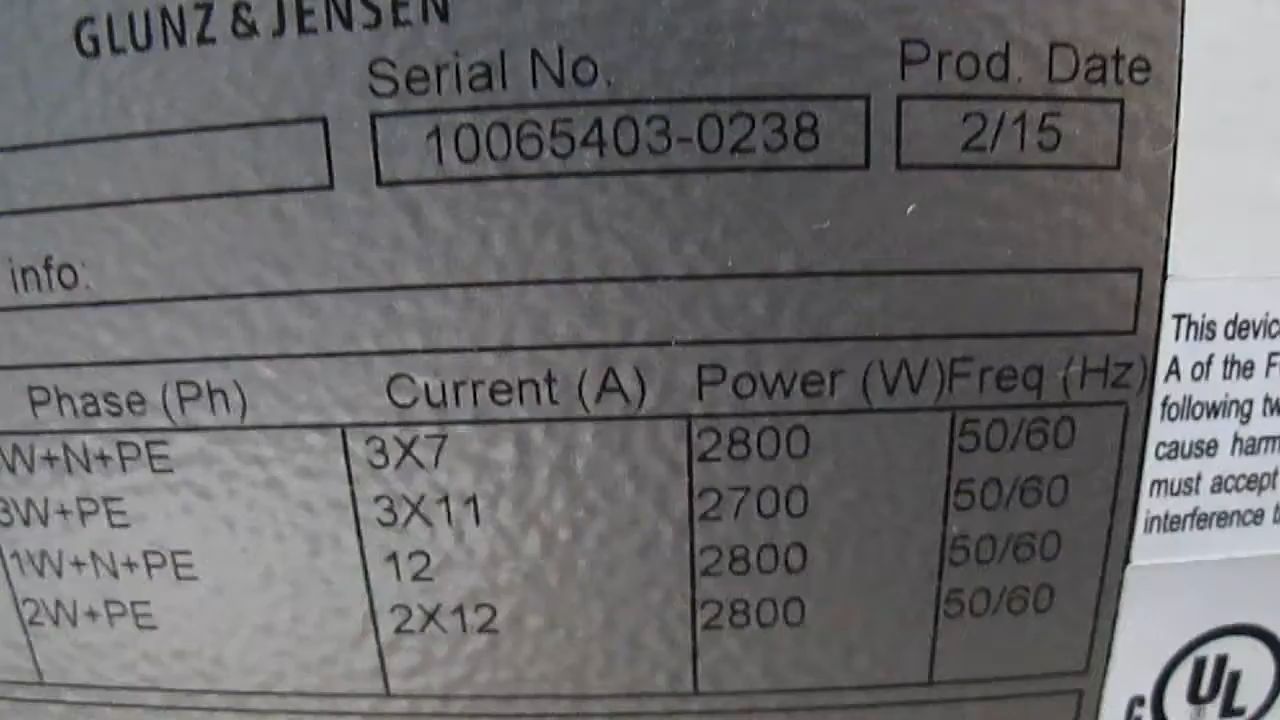 GLUNZ & JENSEN
Serial No. Prod. Date
10065403-0238 2/15
info:
Phase (Ph) Current (A) Power (W) Freq (Hz)
W+N+PE 3X7 2800 50/60
3W+PE 3X11 2700 50/60
1W+N+PE 12 2800 50/60
2W+PE 2X12 2800 50/60
This devic
A of the F
following tw
cause harm
must accept
interference t
C UL